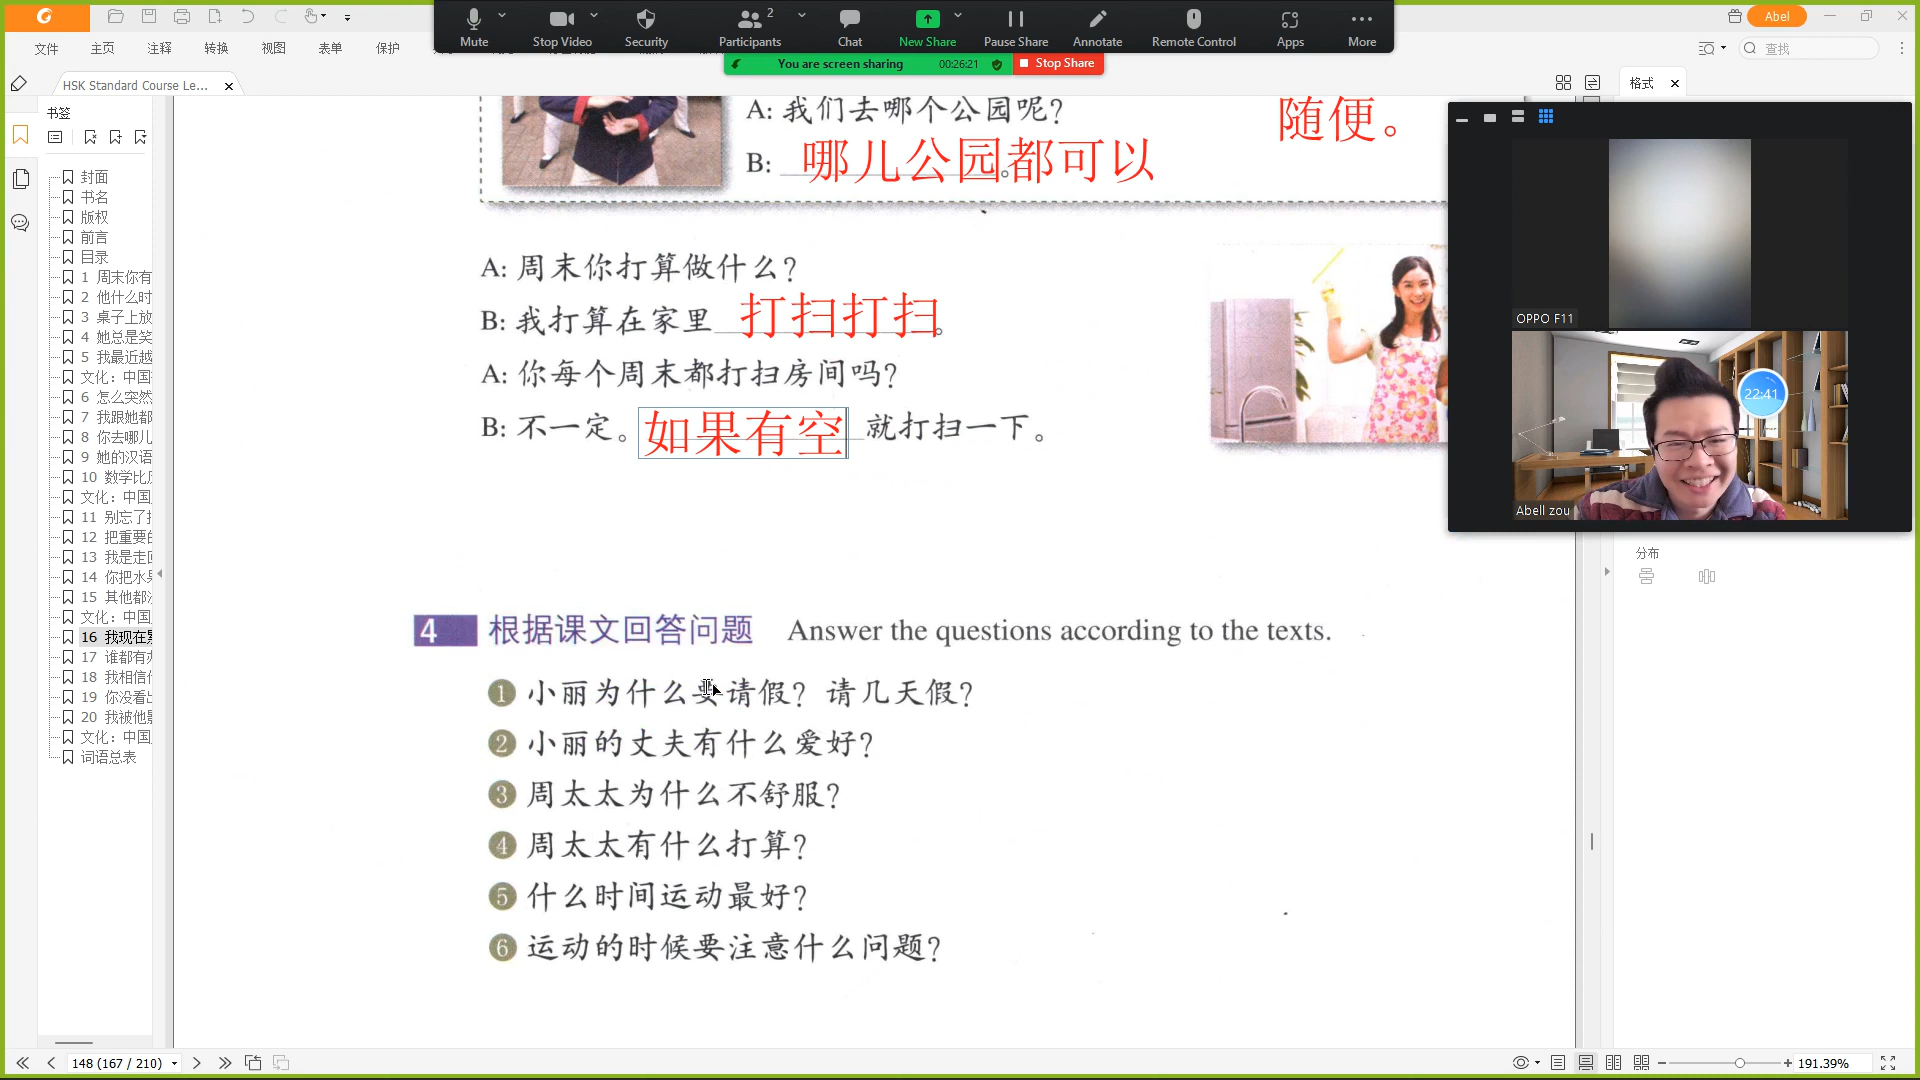 Mute
Stop Video
Security
Participants
2
Chat
New Share
Pause Share
Annotate
Remote Control
Apps
More
You are screen sharing
00:26:21
Stop Share
Abel
文件
主页
注释
转换
视图
表单
保护
查找
HSK Standard Course Le...
格式
书签
封面
书名
版权
前言
目录
1 周末你有
2 他什么时
3 桌子上放
4 她总是笑
5 我最近越
文化：中国
6 怎么突然
7 我跟她都
8 你去哪儿
9 她的汉语
10 数学比历
文化：中国
11 别忘了把
12 把重要的
13 我是走回
14 你把水果
15 其他都没
文化：中国
16 我现在累
17 谁都有办
18 我相信他
19 你没看出
20 我被他影
文化：中国
词语总表
A: 我们去哪个公园呢？
B: 哪儿公园都可以。
随便。
A: 周末你打算做什么？
B: 我打算在家里打扫打扫。
A: 你每个周末都打扫房间吗？
B: 不一定。如果有空就打扫一下。
4 根据课文回答问题 Answer the questions according to the texts.
1 小丽为什么要请假？请几天假？
2 小丽的丈夫有什么爱好？
3 周太太为什么不舒服？
4 周太太有什么打算？
5 什么时间运动最好？
6 运动的时候要注意什么问题？
OPPO F11
22:41
Abell zou
分布
148 (167 / 210)
191.39%